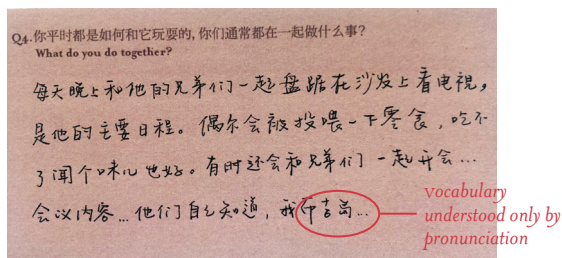 Q4.你平时都是如何和它玩耍的, 你们通常都在一起做什么事?
What do you do together?
每天晚上和他的兄弟们一起盘踞在沙发上看电视，
是他的主要日程。偶尔会被投喂一下零食，吃不
了闻个味儿也好。有时还会和兄弟们一起开会…
会议内容…他们自己知道，我布吉岛…
Vocabulary
understood only by
pronunciation